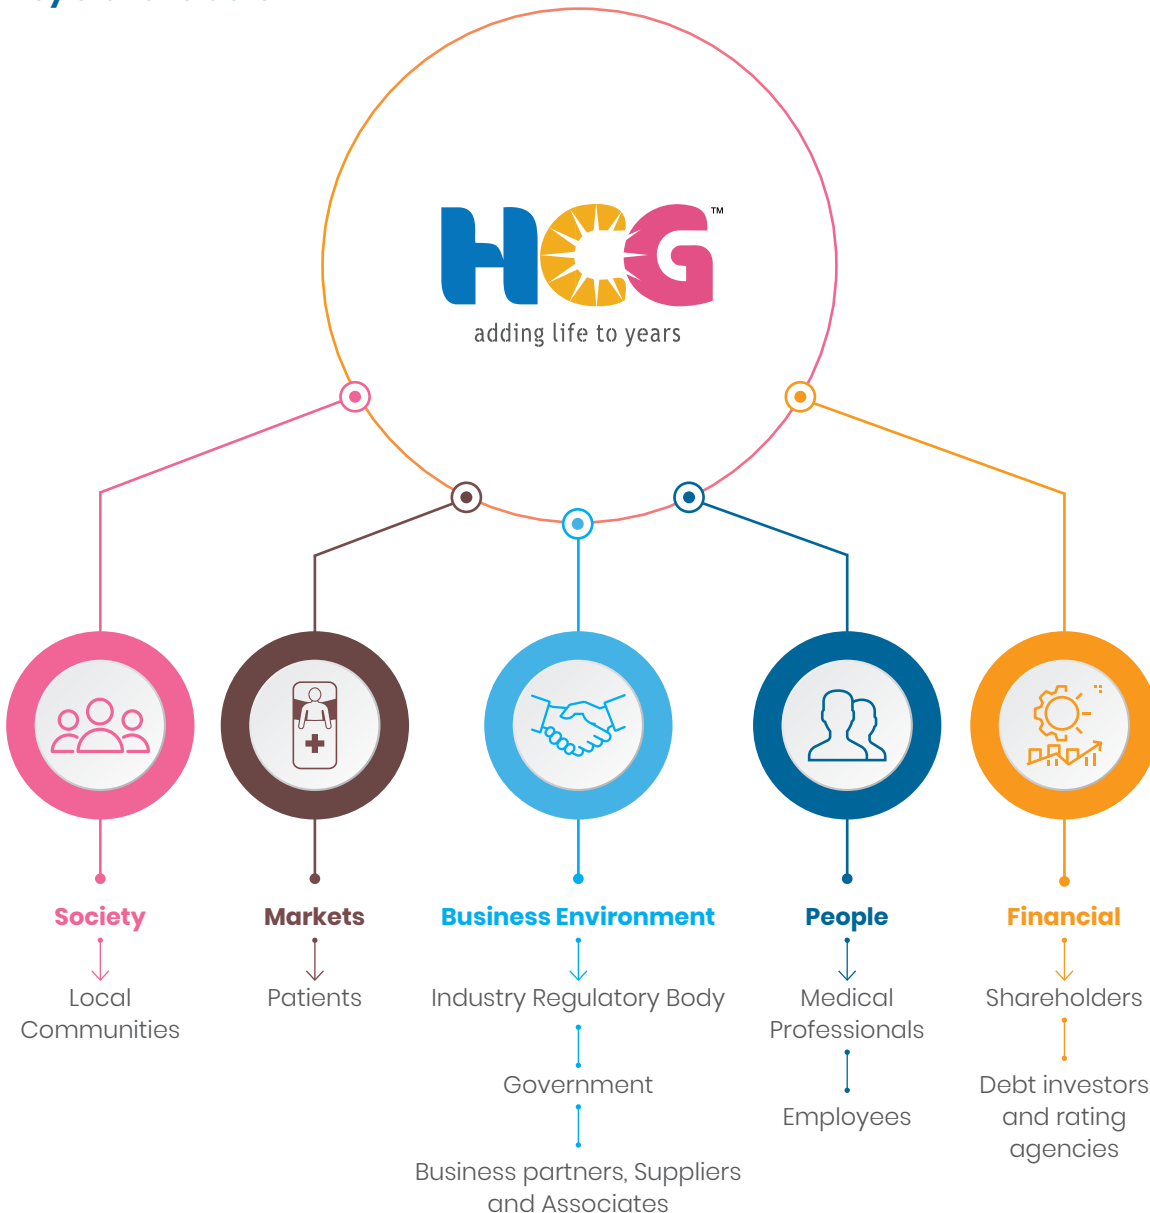 HCG™
adding life to years
Society
Local
Communities
Markets
Patients
Business Environment
Industry Regulatory Body
Government
Business partners, Suppliers
and Associates
People
Medical
Professionals
Employees
Financial
Shareholders
Debt investors
and rating
agencies